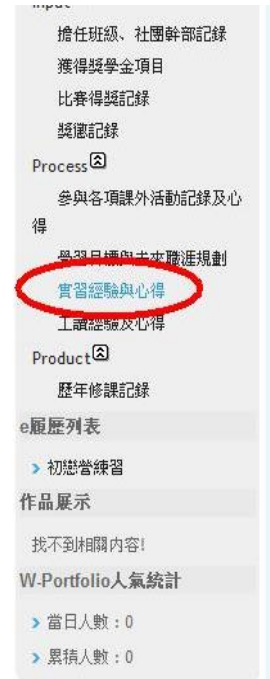 Input
擔任班級、社團幹部記錄
獲得獎學金項目
比賽得獎記錄
獎懲記錄
Process
參與各項課外活動記錄及心
得
學習目標與未來職涯規劃
實習經驗與心得
工讀經驗及心得
Product
歷年修課記錄
e履歷列表
初戀營練習
作品展示
找不到相關內容!
W-Portfolio人氣統計
當日人數：0
累積人數：0